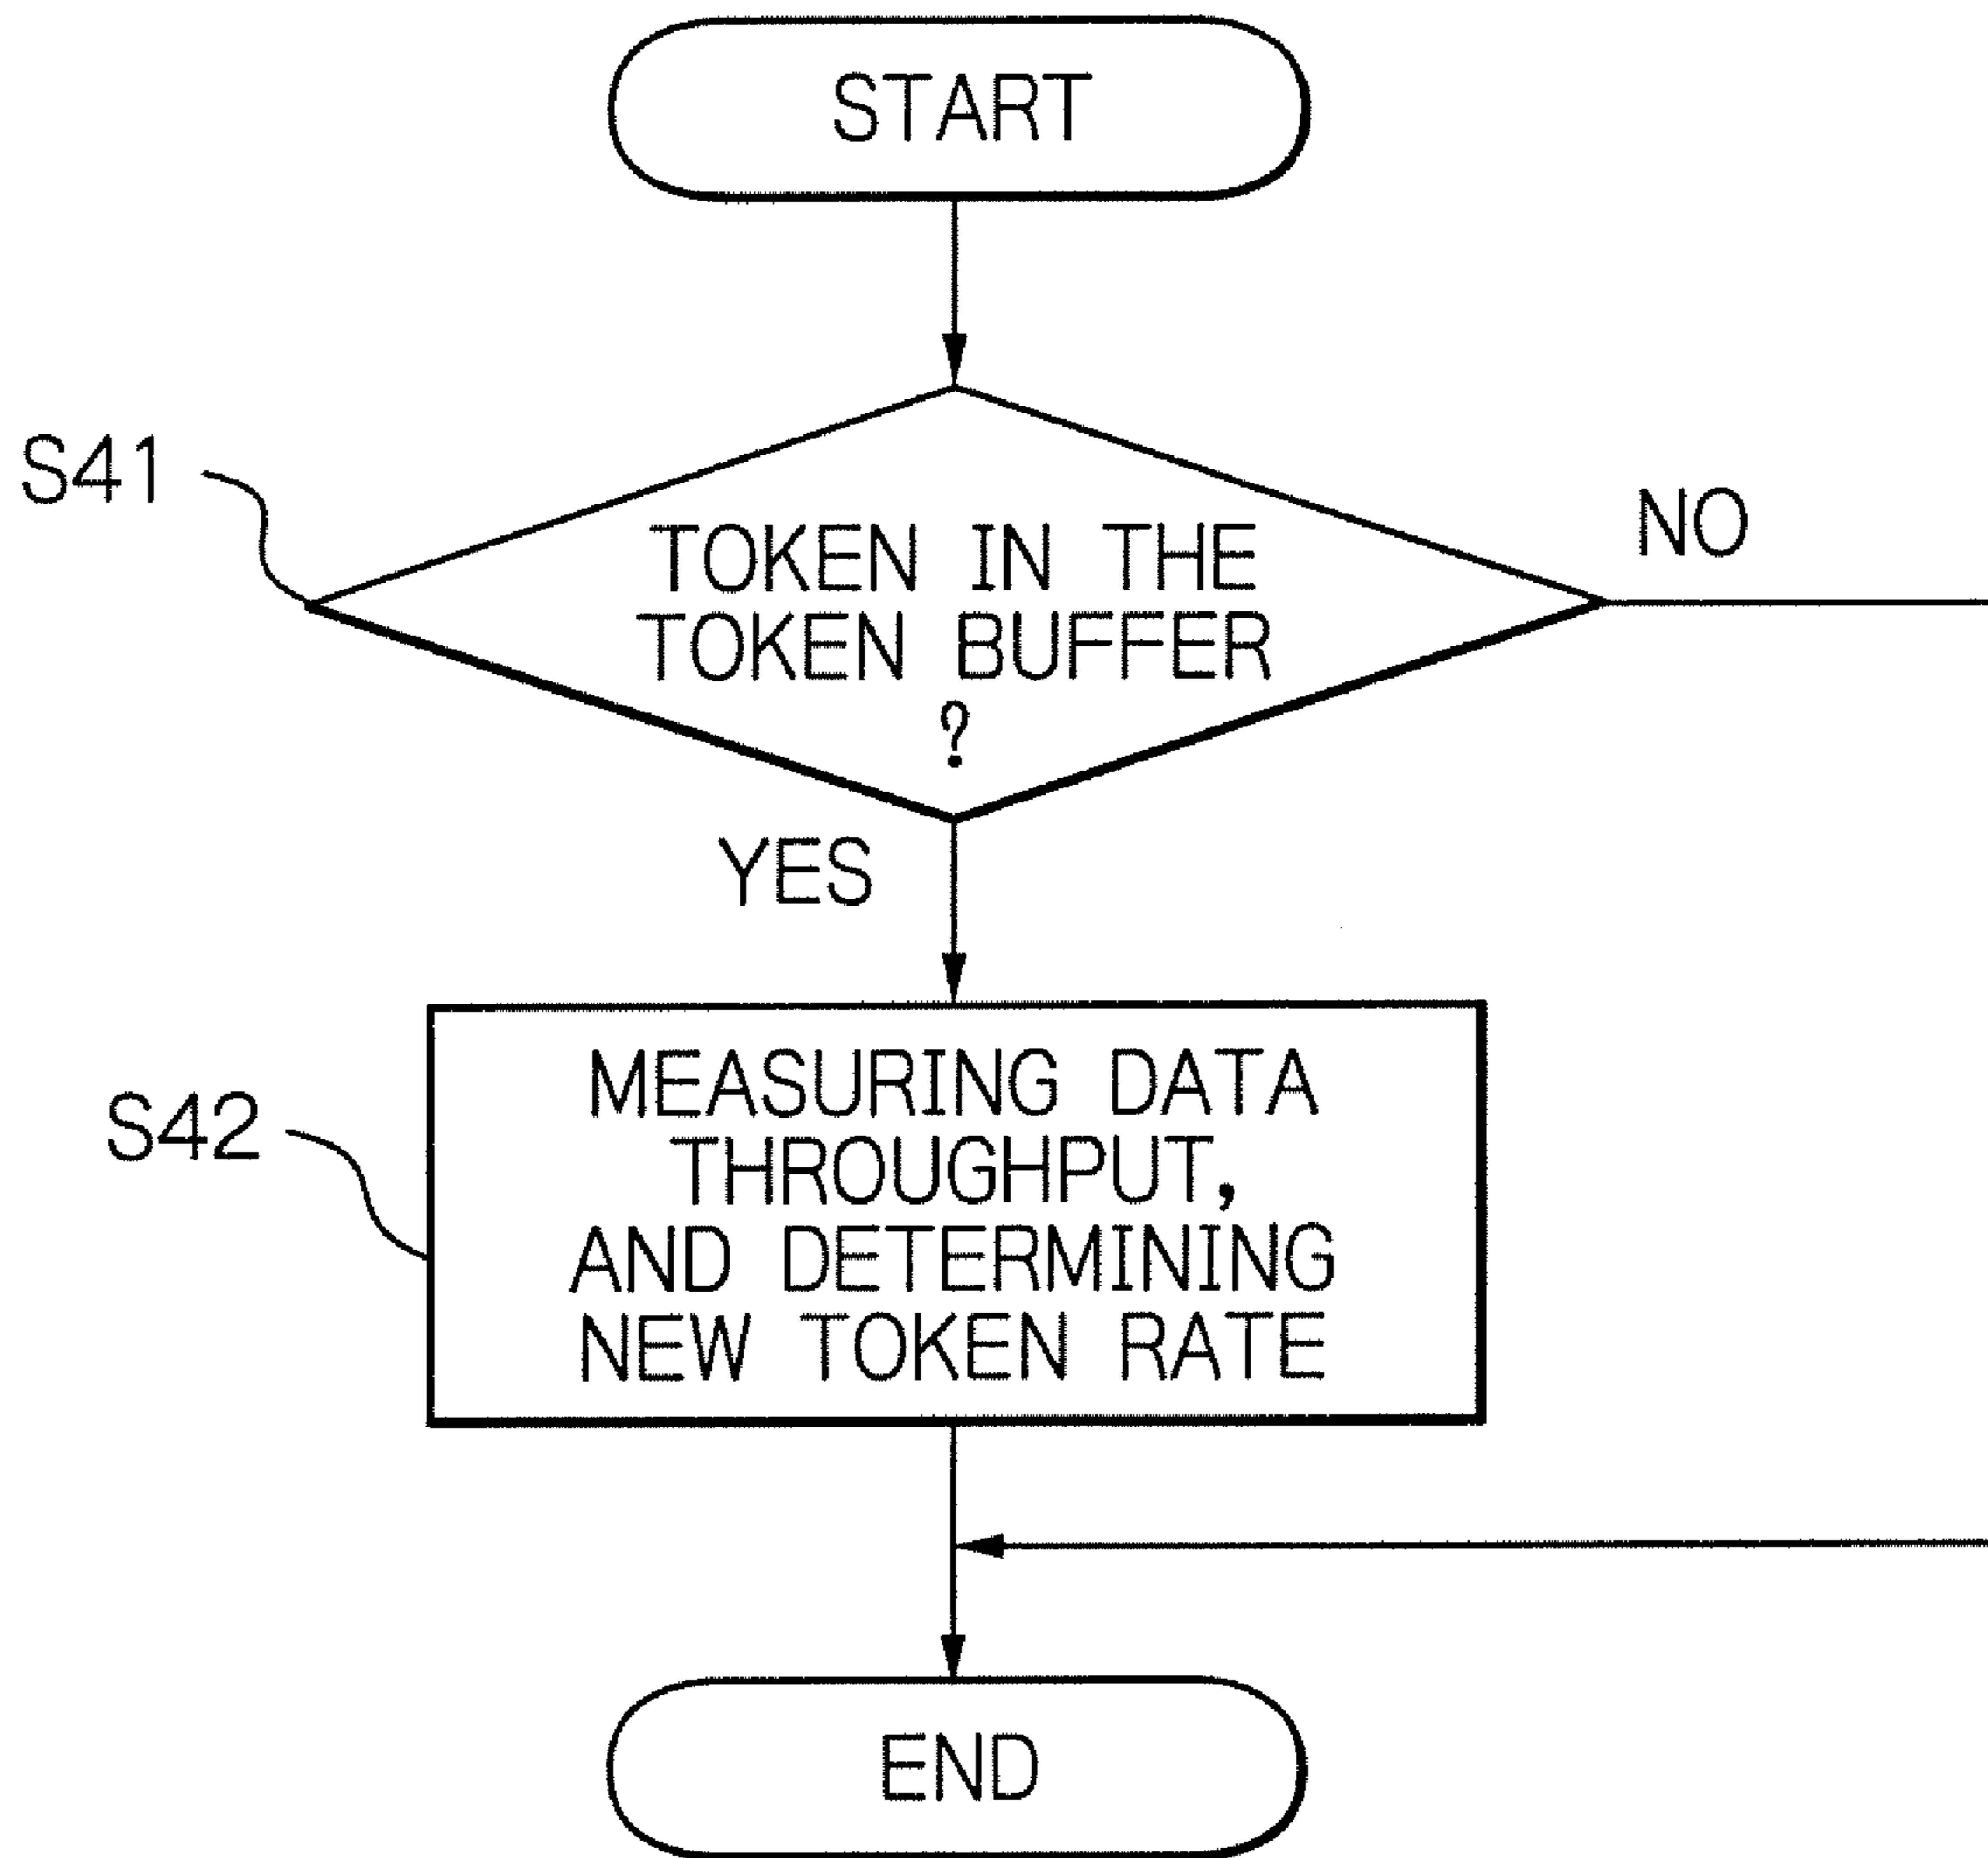 START
S41
TOKEN IN THE
TOKEN BUFFER
?
NO
YES
S42
MEASURING DATA
THROUGHPUT,
AND DETERMINING
NEW TOKEN RATE
END